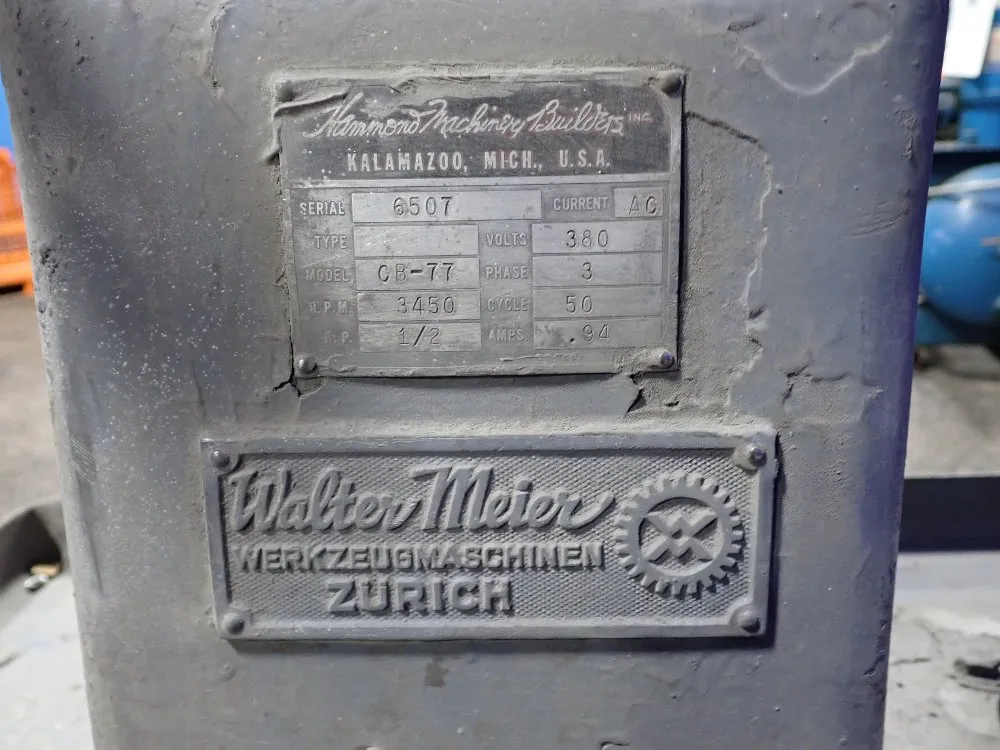 Hammond Machinery Builders INC.
KALAMAZOO, MICH., U.S.A.
SERIAL 6507 CURRENT AC
TYPE VOLTS 380
MODEL CB-77 PHASE 3
R.P.M. 3450 CYCLE 50
H.P. 1/2 AMPS. .94
Walter Meier
WERKZEUGMASCHINEN
ZÜRICH